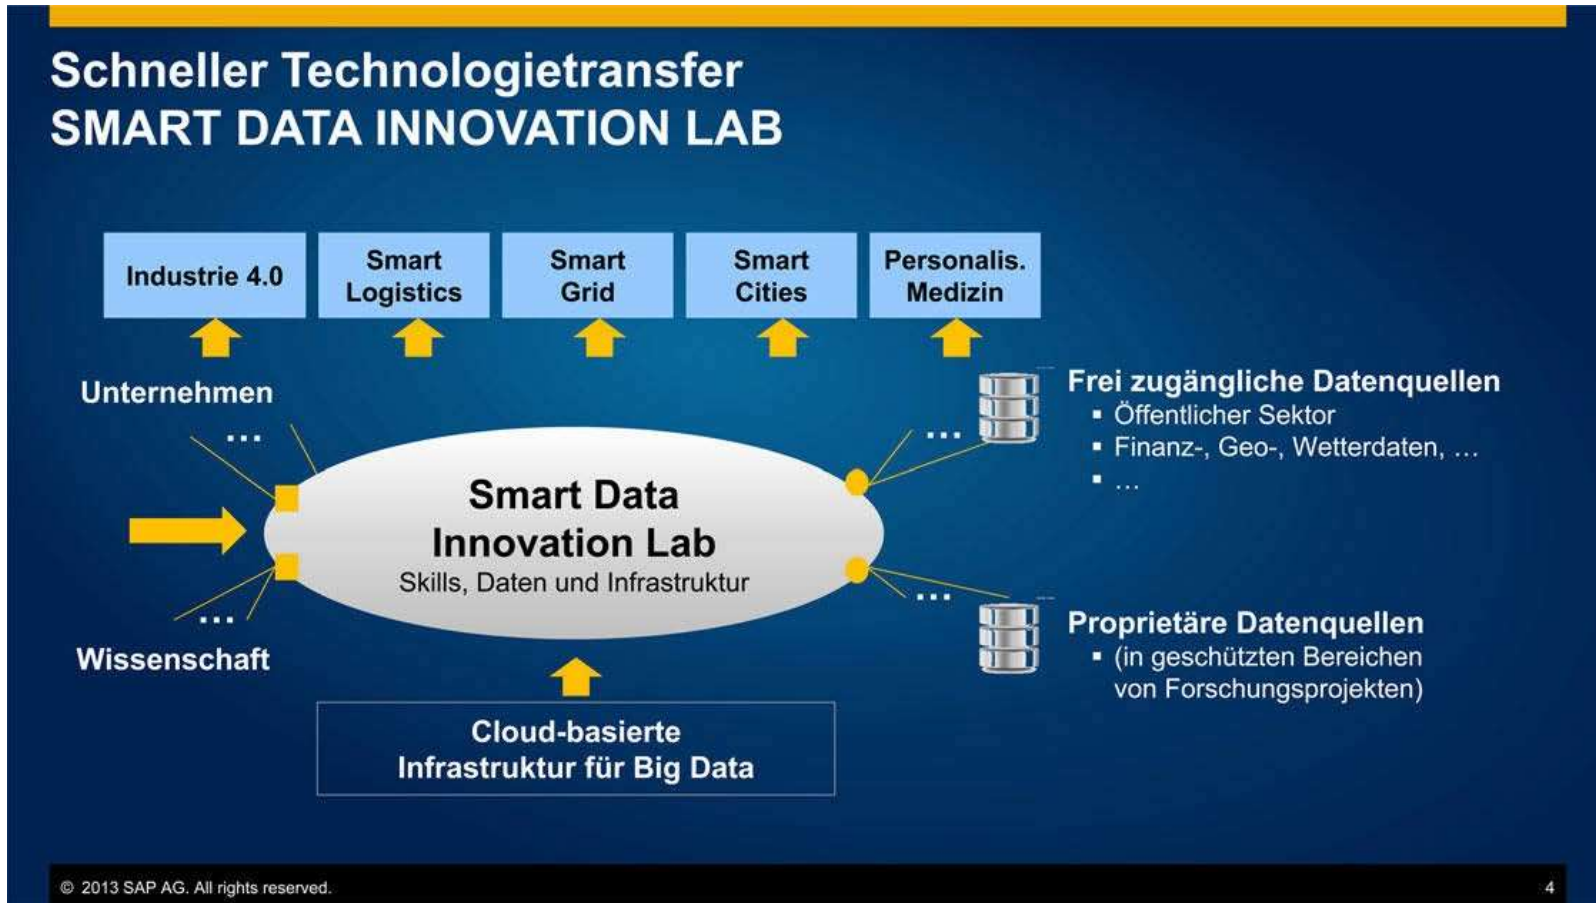 Schneller Technologietransfer
SMART DATA INNOVATION LAB
Industrie 4.0
Smart
Logistics
Smart
Grid
Smart
Cities
Personalis.
Medizin
Unternehmen
...
Smart Data
Innovation Lab
Skills, Daten und Infrastruktur
...
Wissenschaft
...
Frei zugängliche Datenquellen
▪ Öffentlicher Sektor
▪ Finanz-, Geo-, Wetterdaten, …
▪ …
...
Proprietäre Datenquellen
▪ (in geschützten Bereichen
von Forschungsprojekten)
Cloud-basierte
Infrastruktur für Big Data
© 2013 SAP AG. All rights reserved.
4